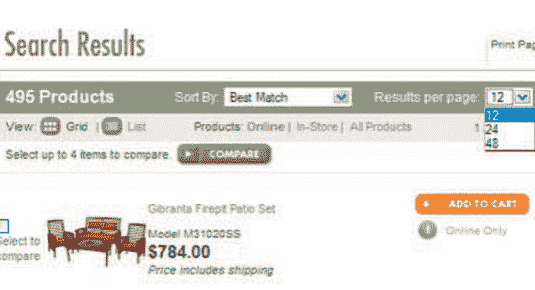 Search Results
Print Pag
495 Products Sort By: Best Match Results per page: 12
12
24
48
View: Grid | List Products: Online | In-Store | All Products 1
Select up to 4 items to compare. COMPARE
Gibranta Firepit Patio Set
ADD TO CART
Select to compare
Model M31020SS
Online Only
$784.00
Price includes shipping